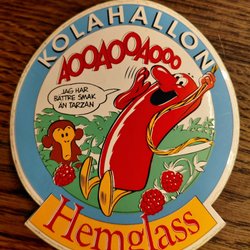 KOLAHALLON
AOOAOOAOOO
JAG HAR
BÄTTRE SMAK
ÄN TARZAN
Hemglass